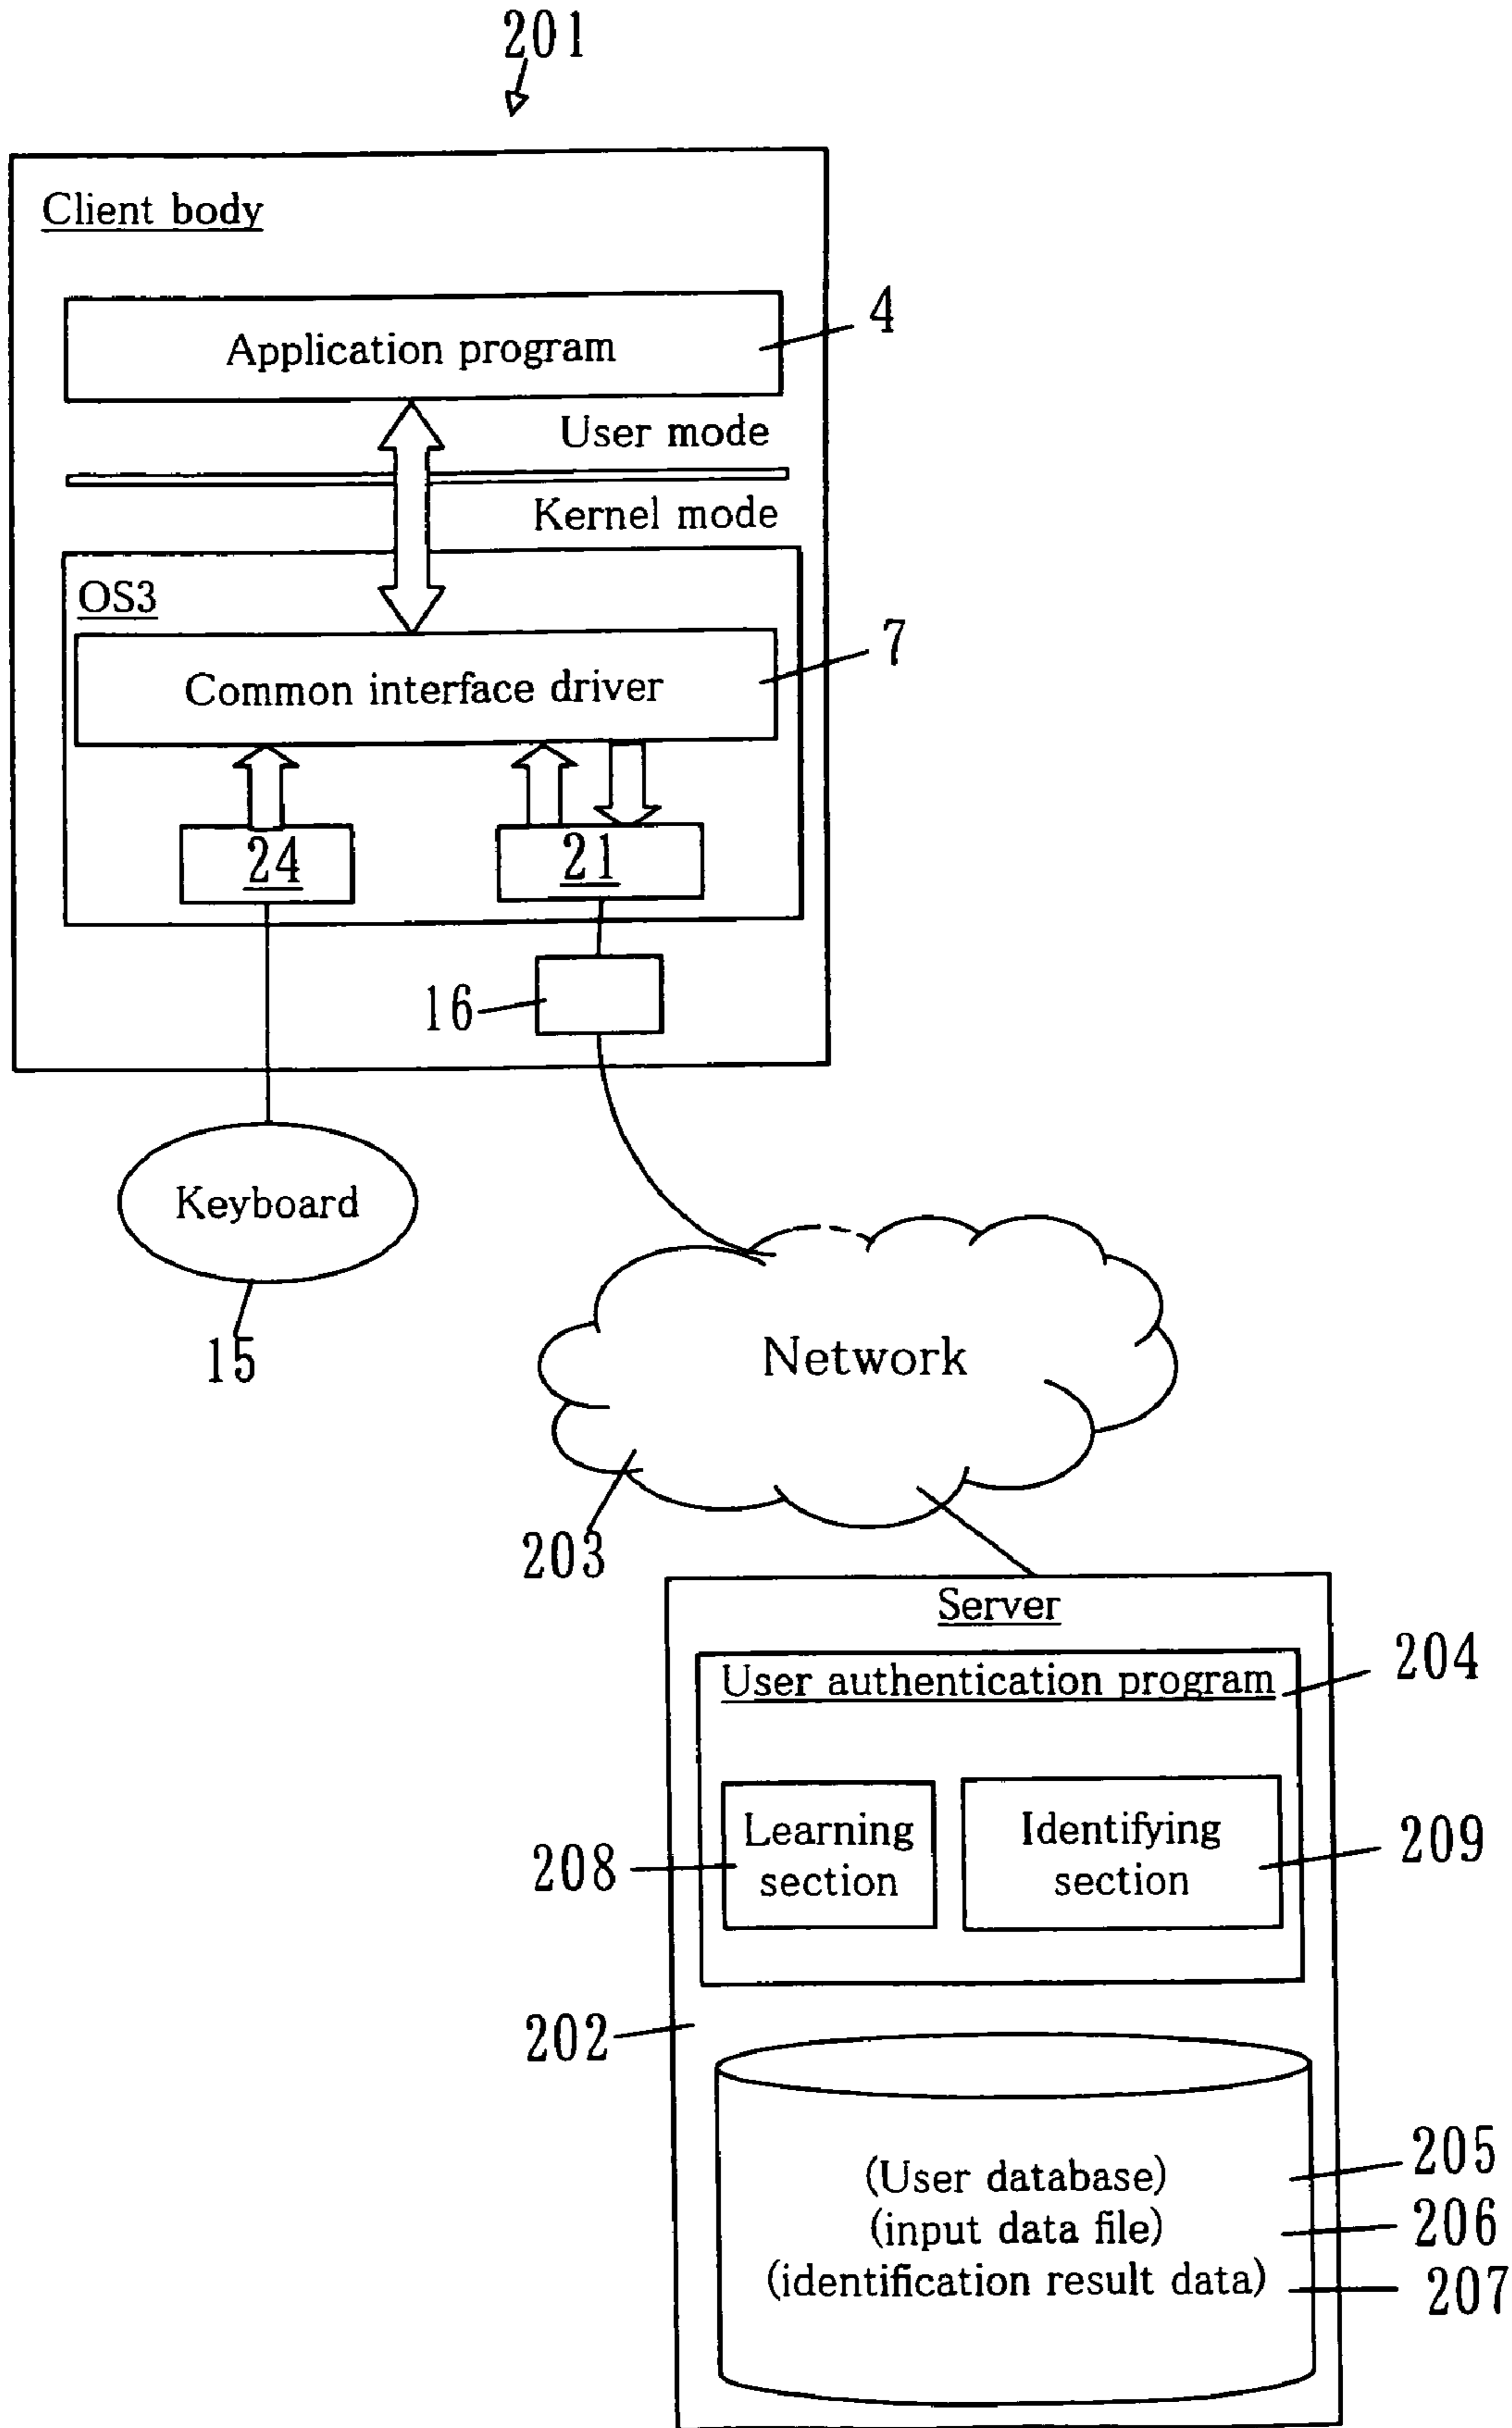 201
Client body
Application program
4
User mode
Kernel mode
OS3
7
Common interface driver
24
21
16
Keyboard
15
Network
203
Server
User authentication program
204
Learning
section
Identifying
section
208
209
202
(User database)
205
(input data file)
206
(identification result data)
207